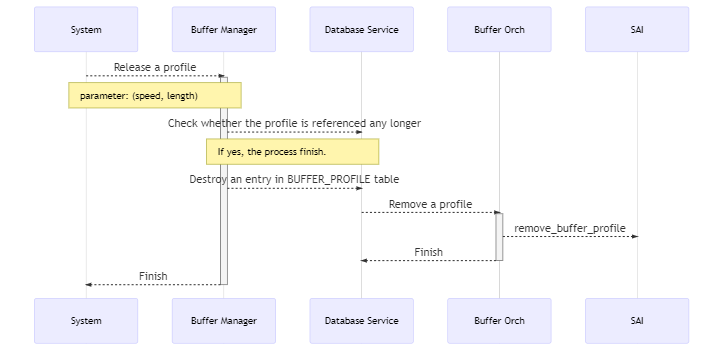 System
Buffer Manager
Database Service
Buffer Orch
SAI
Release a profile
parameter: (speed, length)
Check whether the profile is referenced any longer
If yes, the process finish.
Destroy an entry in BUFFER_PROFILE table
Remove a profile
remove_buffer_profile
Finish
Finish
System
Buffer Manager
Database Service
Buffer Orch
SAI